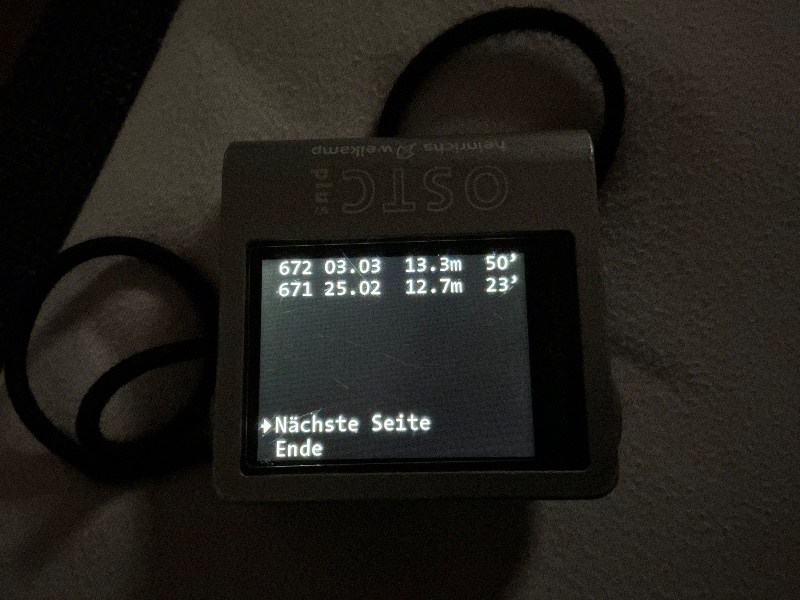 heinrichs weikamp
OSTC
plus
672 03.03 13.3m 50'
671 25.02 12.7m 23'
Nächste Seite
Ende